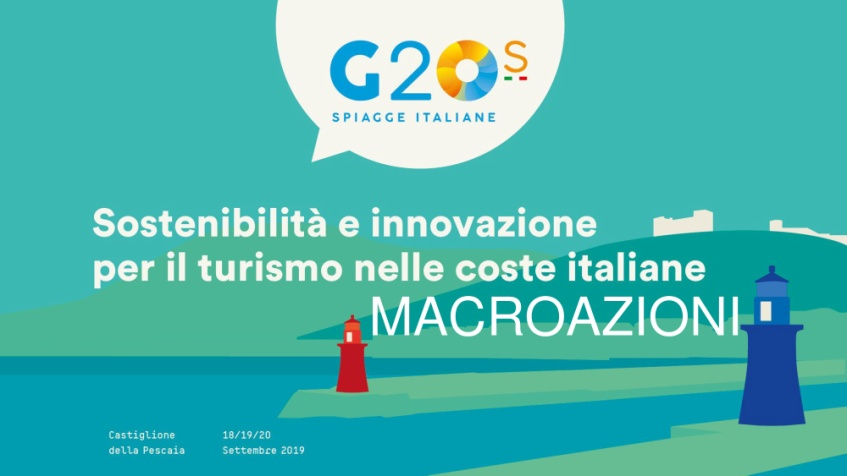 G20s
SPIAGGE ITALIANE
Sostenibilità e innovazione
per il turismo nelle coste italiane
MACROAZIONI
Castiglione
della Pescaia
18/19/20
Settembre 2019